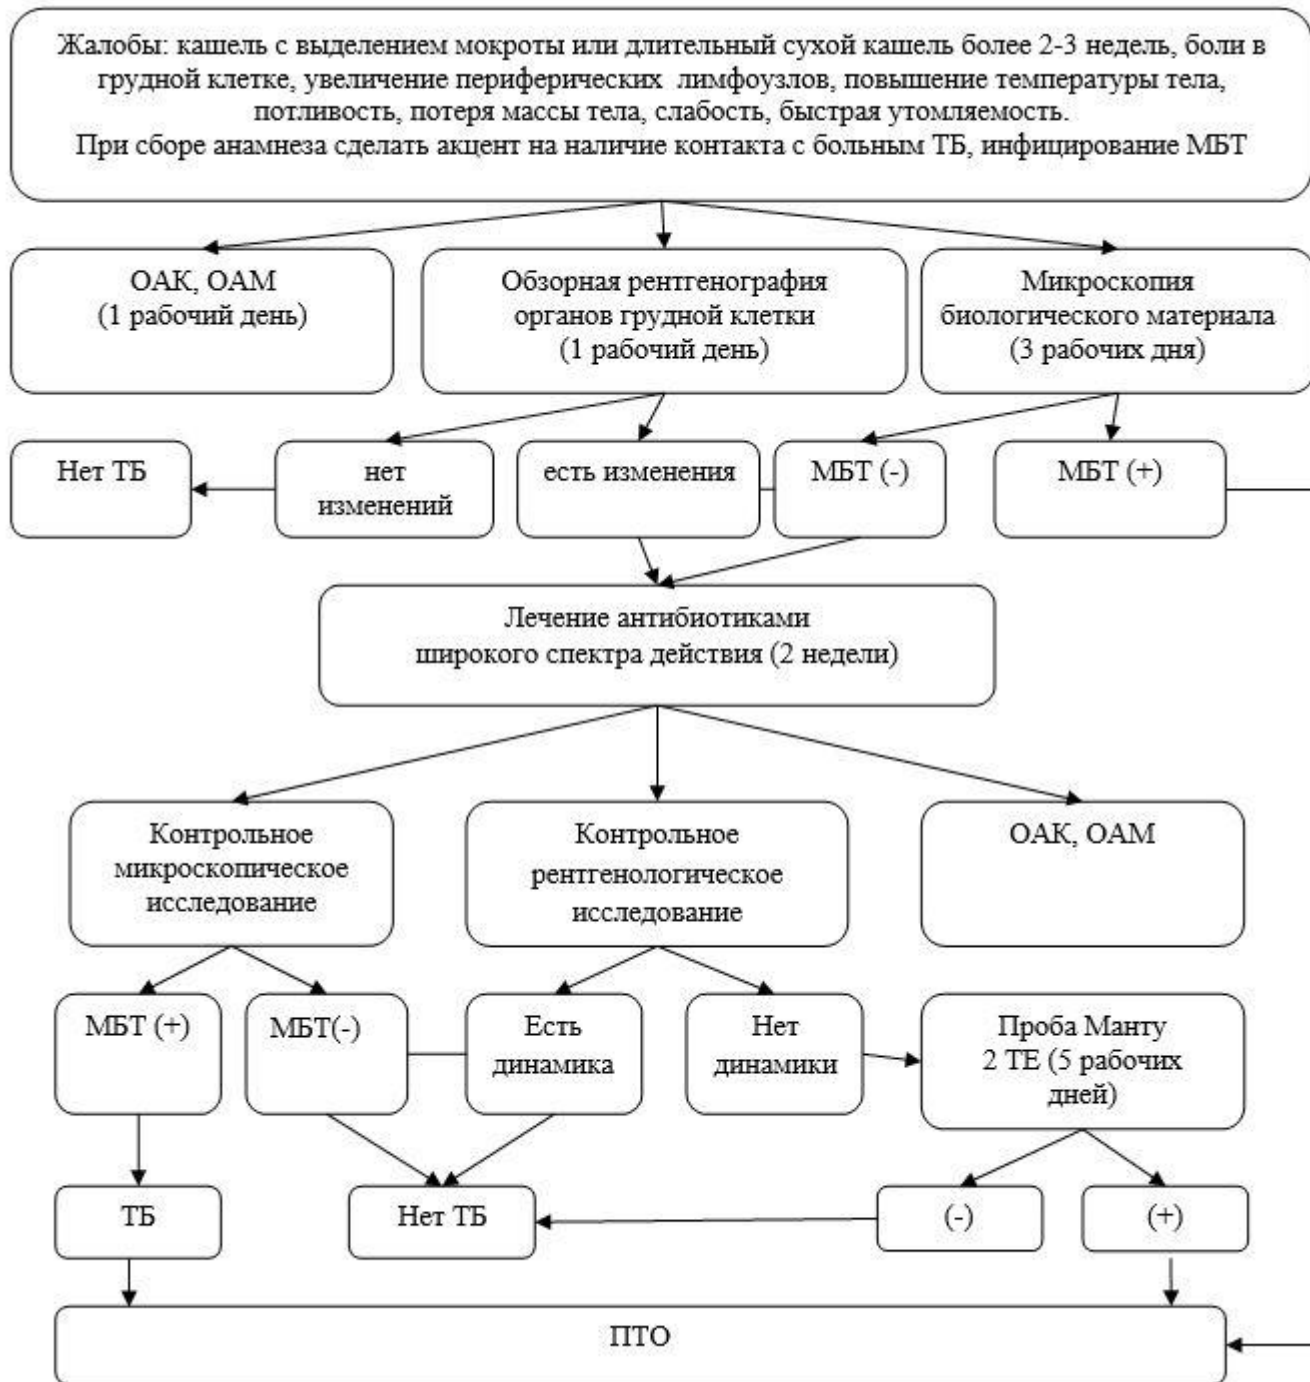 Жалобы: кашель с выделением мокроты или длительный сухой кашель более 2-3 недель, боли в
грудной клетке, увеличение периферических лимфоузлов, повышение температуры тела,
потливость, потеря массы тела, слабость, быстрая утомляемость.
При сборе анамнеза сделать акцент на наличие контакта с больным ТБ, инфицирование МБТ
ОАК, ОАМ
(1 рабочий день)
Обзорная рентгенография
органов грудной клетки
(1 рабочий день)
Микроскопия
биологического материала
(3 рабочих дня)
Нет ТБ
нет
изменений
есть изменения
МБТ (-)
МБТ (+)
Лечение антибиотиками
широкого спектра действия (2 недели)
Контрольное
микроскопическое
исследование
Контрольное
рентгенологическое
исследование
ОАК, ОАМ
МБТ (+)
МБТ(-)
Есть
динамика
Нет
динамики
Проба Манту
2 ТЕ (5 рабочих
дней)
ТБ
Нет ТБ
(-)
(+)
ПТО